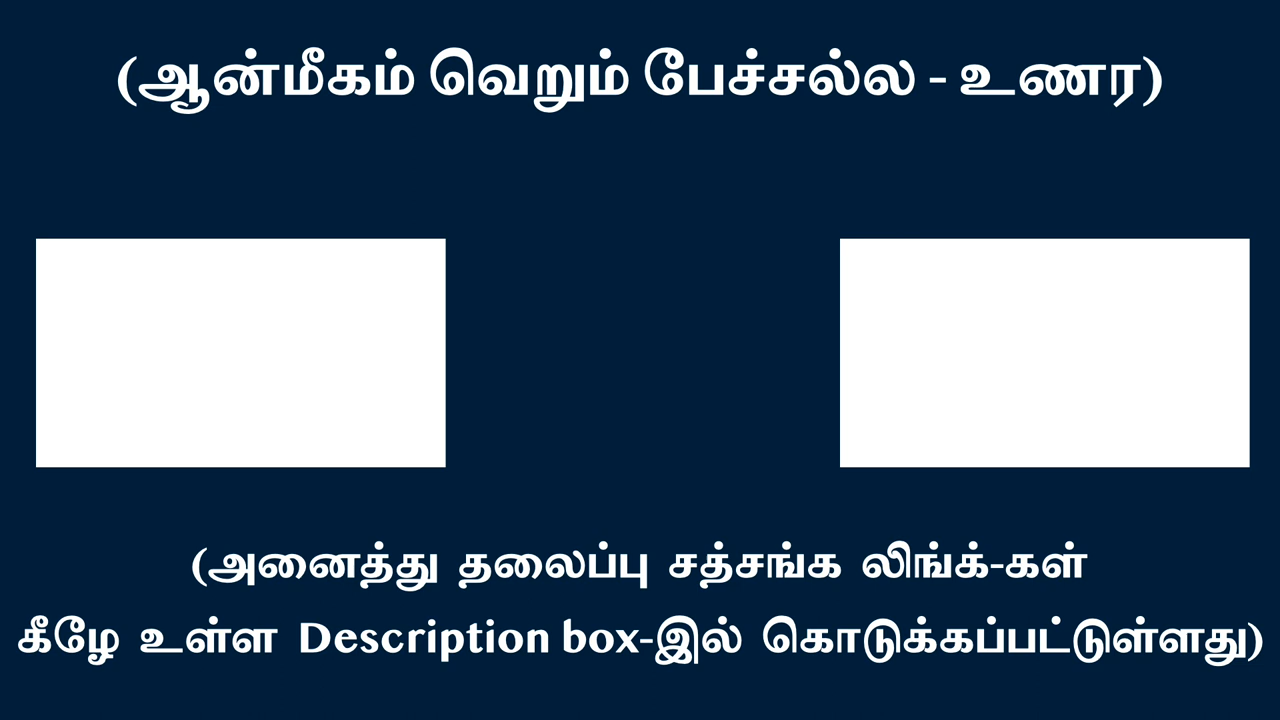 (ஆன்மீகம் வெறும் பேச்சல்ல - உணர)
(அனைத்து தலைப்பு சத்சங்க லிங்க்-கள்
கீழே உள்ள Description box-இல் கொடுக்கப்பட்டுள்ளது)